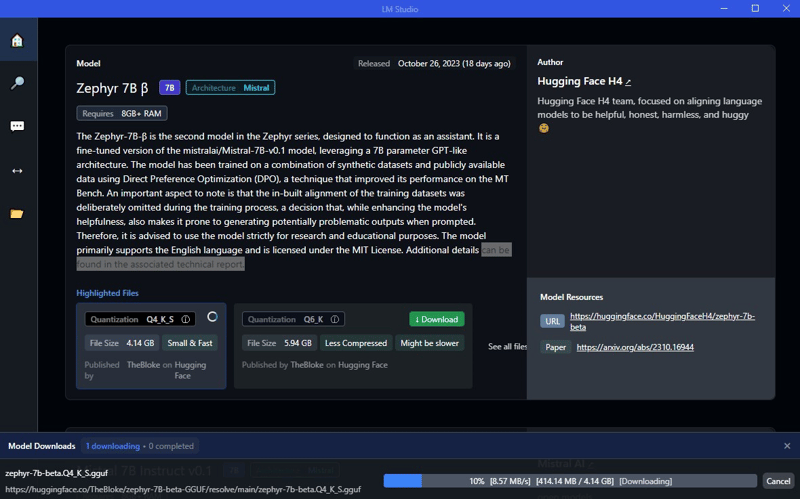 LM Studio
Model
Released October 26, 2023 (18 days ago)
Zephyr 7B β 7B Architecture Mistral
Requires 8GB+ RAM
The Zephyr-7B-β is the second model in the Zephyr series, designed to function as an assistant. It is a
fine-tuned version of the mistralai/Mistral-7B-v0.1 model, leveraging a 7B parameter GPT-like
architecture. The model has been trained on a combination of synthetic datasets and publicly available
data using Direct Preference Optimization (DPO), a technique that improved its performance on the MT
Bench. An important aspect to note is that the in-built alignment of the training datasets was
deliberately omitted during the training process, a decision that, while enhancing the model's
helpfulness, also makes it prone to generating potentially problematic outputs when prompted.
Therefore, it is advised to use the model strictly for research and educational purposes. The model
primarily supports the English language and is licensed under the MIT License. Additional details can be
found in the associated technical report.
Highlighted Files
Quantization Q4_K_S
File Size 4.14 GB Small & Fast
Published by TheBloke on Hugging Face
Quantization Q6_K
↓ Download
File Size 5.94 GB Less Compressed Might be slower
Published by TheBloke on Hugging Face
See all files
Author
Hugging Face H4
Hugging Face H4 team, focused on aligning language
models to be helpful, honest, harmless, and huggy
🤗
Model Resources
URL https://huggingface.co/HuggingFaceH4/zephyr-7b-
beta
Paper https://arxiv.org/abs/2310.16944
Model Downloads 1 downloading • 0 completed
7B Instruct v0.1
Mistral AI
zephyr-7b-beta.Q4_K_S.gguf
https://huggingface.co/TheBloke/zephyr-7B-beta-GGUF/resolve/main/zephyr-7b-beta.Q4_K_S.gguf
10% [8.57 MB/s] [414.14 MB / 4.14 GB] [Downloading]
Cancel